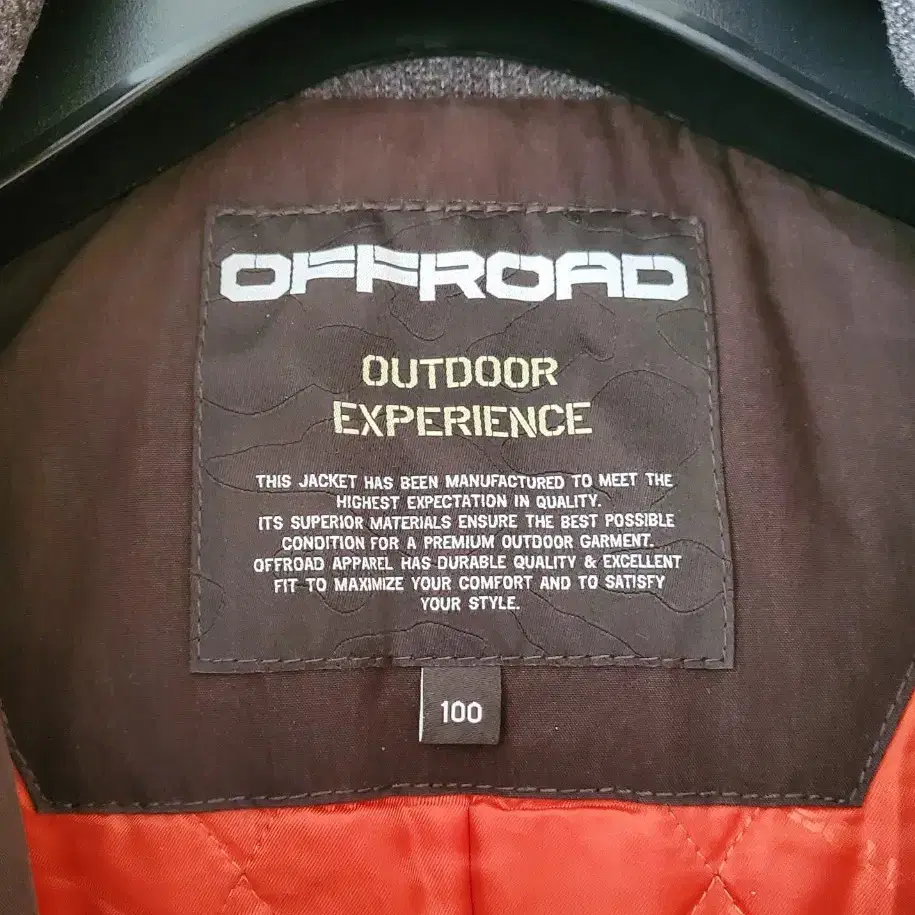 OFFROAD
OUTDOOR
EXPERIENCE
THIS JACKET HAS BEEN MANUFACTURED TO MEET THE
HIGHEST EXPECTATION IN QUALITY.
ITS SUPERIOR MATERIALS ENSURE THE BEST POSSIBLE
CONDITION FOR A PREMIUM OUTDOOR GARMENT.
OFFROAD APPAREL HAS DURABLE QUALITY & EXCELLENT
FIT TO MAXIMIZE YOUR COMFORT AND TO SATISFY
YOUR STYLE.
100